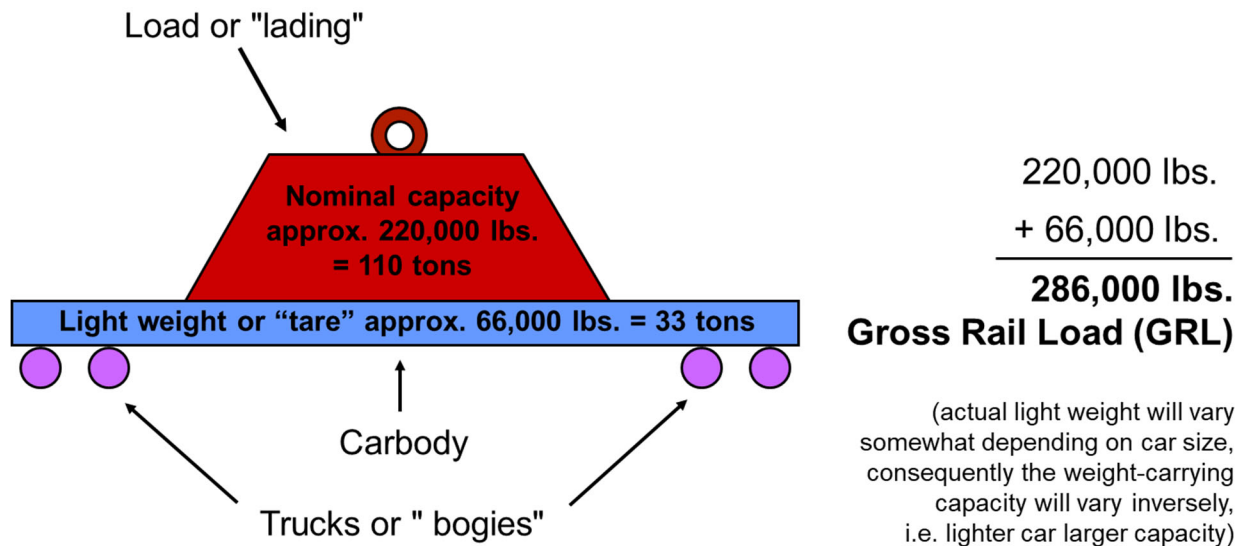 Load or "lading"
Nominal capacity
approx. 220,000 lbs.
= 110 tons
Light weight or “tare” approx. 66,000 lbs. = 33 tons
Carbody
Trucks or " bogies"
220,000 lbs.
+ 66,000 lbs.
286,000 lbs.
Gross Rail Load (GRL)
(actual light weight will vary
somewhat depending on car size,
consequently the weight-carrying
capacity will vary inversely,
i.e. lighter car larger capacity)